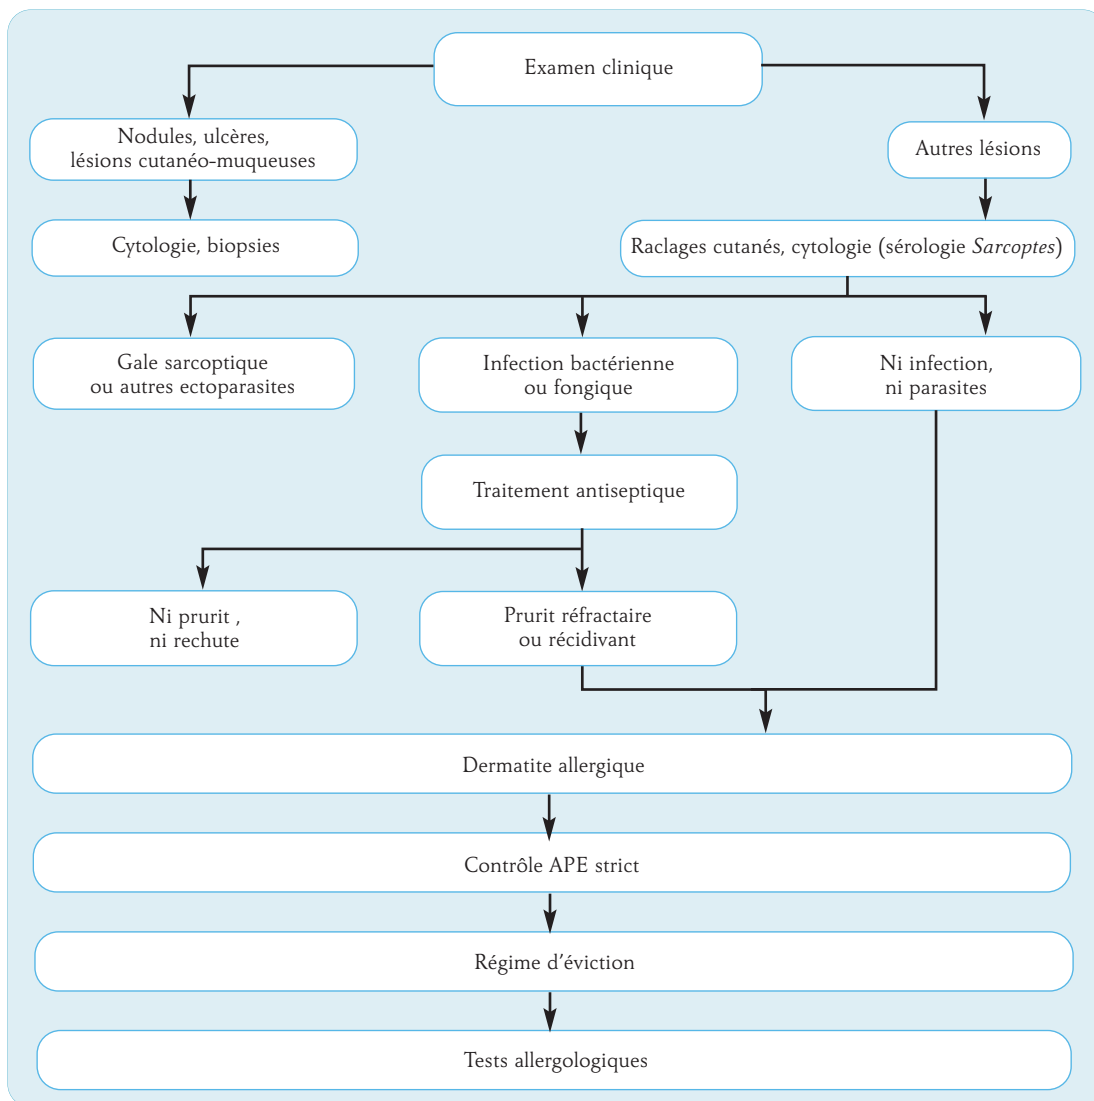 Examen clinique
Nodules, ulcères,
lésions cutanéo-muqueuses
Autres lésions
Cytologie, biopsies
Raclages cutanés, cytologie (sérologie Sarcoptes)
Gale sarcoptique
ou autres ectoparasites
Infection bactérienne
ou fongique
Ni infection,
ni parasites
Traitement antiseptique
Ni prurit ,
ni rechute
Prurit réfractaire
ou récidivant
Dermatite allergique
Contrôle APE strict
Régime d'éviction
Tests allergologiques